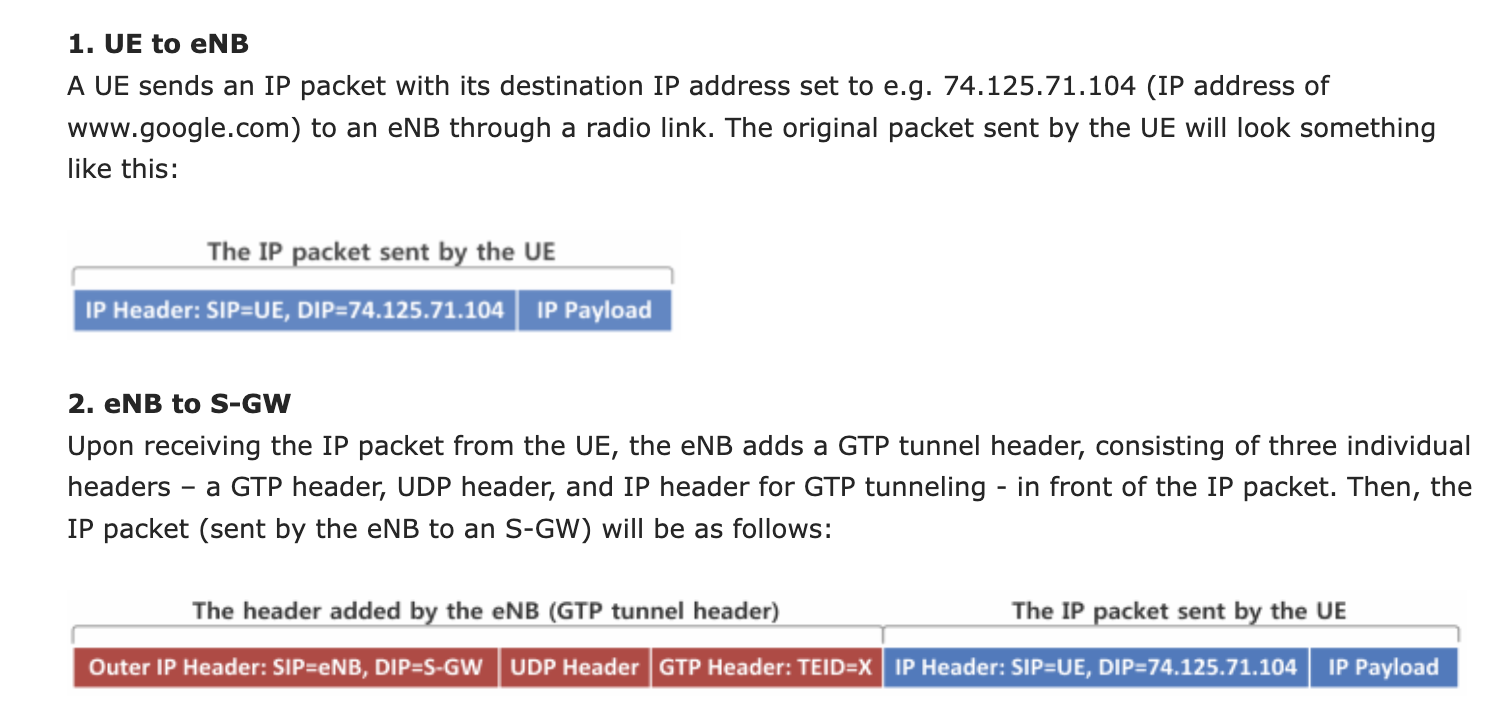 1. UE to eNB
A UE sends an IP packet with its destination IP address set to e.g. 74.125.71.104 (IP address of
www.google.com) to an eNB through a radio link. The original packet sent by the UE will look something
like this:
The IP packet sent by the UE
IP Header: SIP=UE, DIP=74.125.71.104 IP Payload
2. eNB to S-GW
Upon receiving the IP packet from the UE, the eNB adds a GTP tunnel header, consisting of three individual
headers – a GTP header, UDP header, and IP header for GTP tunneling - in front of the IP packet. Then, the
IP packet (sent by the eNB to an S-GW) will be as follows:
The header added by the eNB (GTP tunnel header) The IP packet sent by the UE
Outer IP Header: SIP=eNB, DIP=S-GW UDP Header GTP Header: TEID=X IP Header: SIP=UE, DIP=74.125.71.104 IP Payload